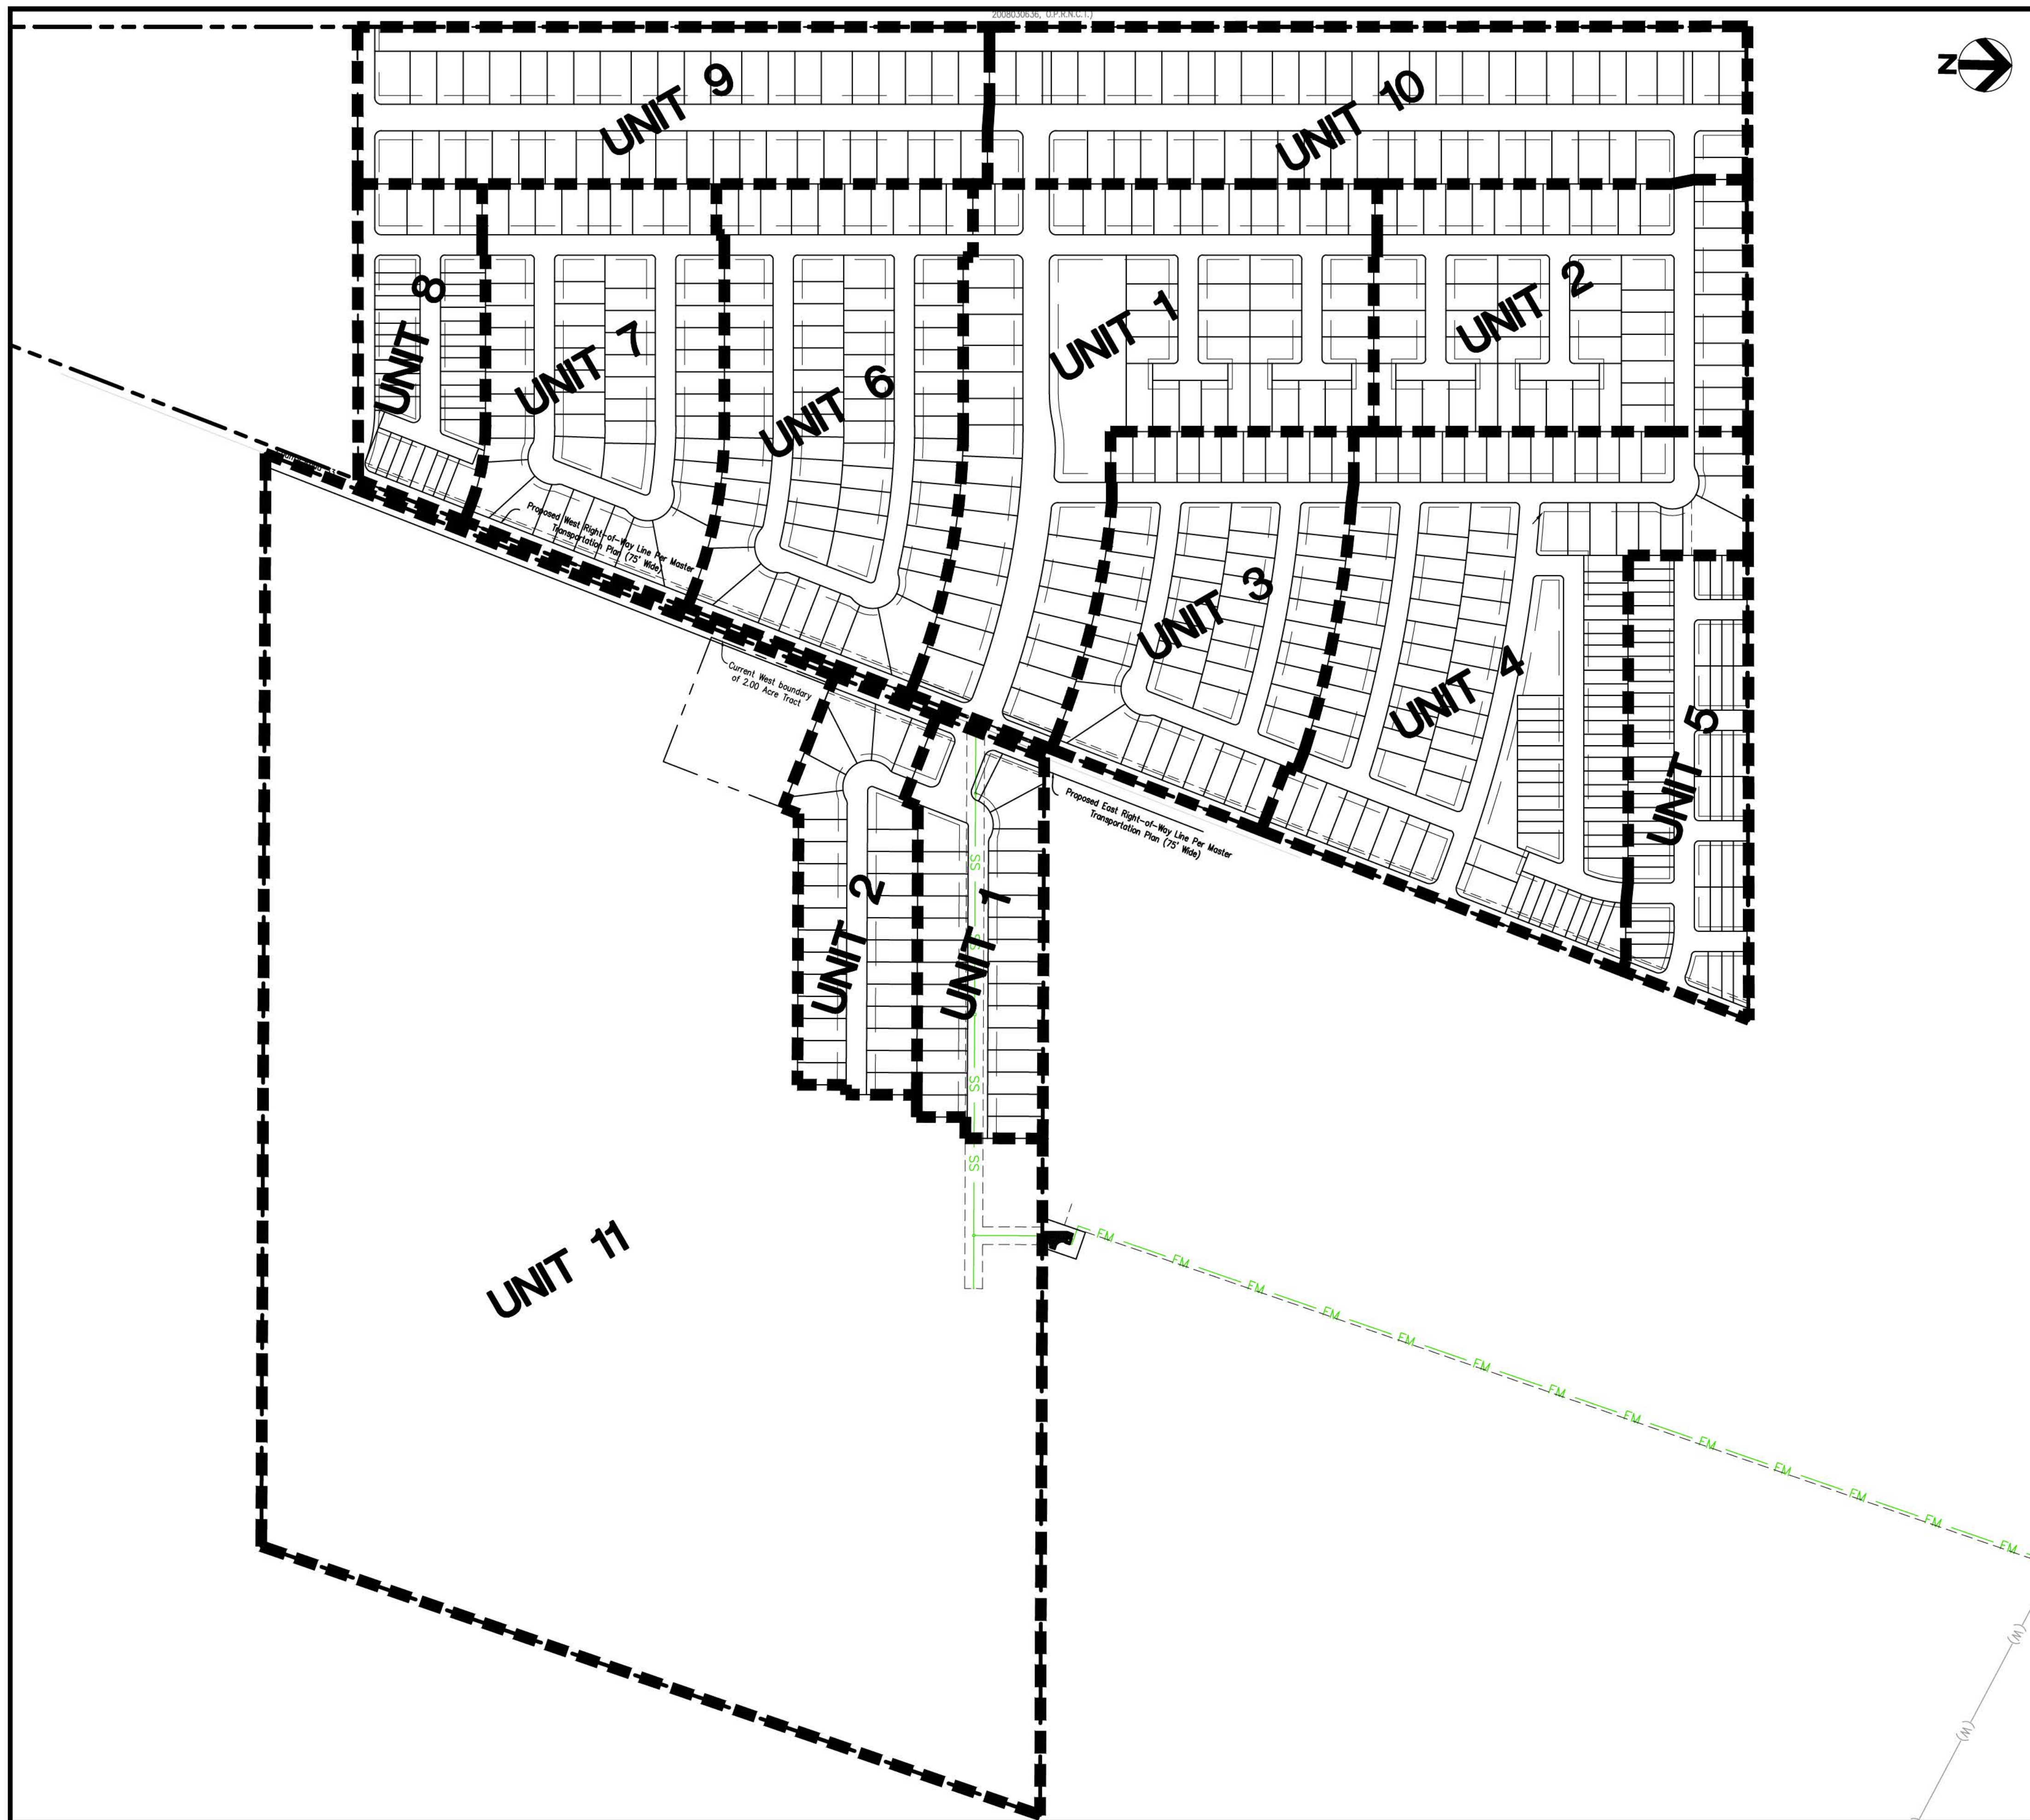 2008030636, O.P.R.N.C.T.)
N
UNIT 9
UNIT 10
UNIT 8
UNIT 7
UNIT 6
UNIT 1
UNIT 2
Proposed West Right-of-Way Line Per Master
Transportation Plan (75' Wide)
UNIT 3
UNIT 4
UNIT 5
Current West boundary
of 2.00 Acre Tract
Proposed East Right-of-Way Line Per Master
Transportation Plan (75' Wide)
UNIT 2
UNIT 1
SS
SS
SS
SS
UNIT 11
FM
FM
FM
FM
FM
FM
FM
FM
FM
FM
FM
FM
FM
(W)
(W)